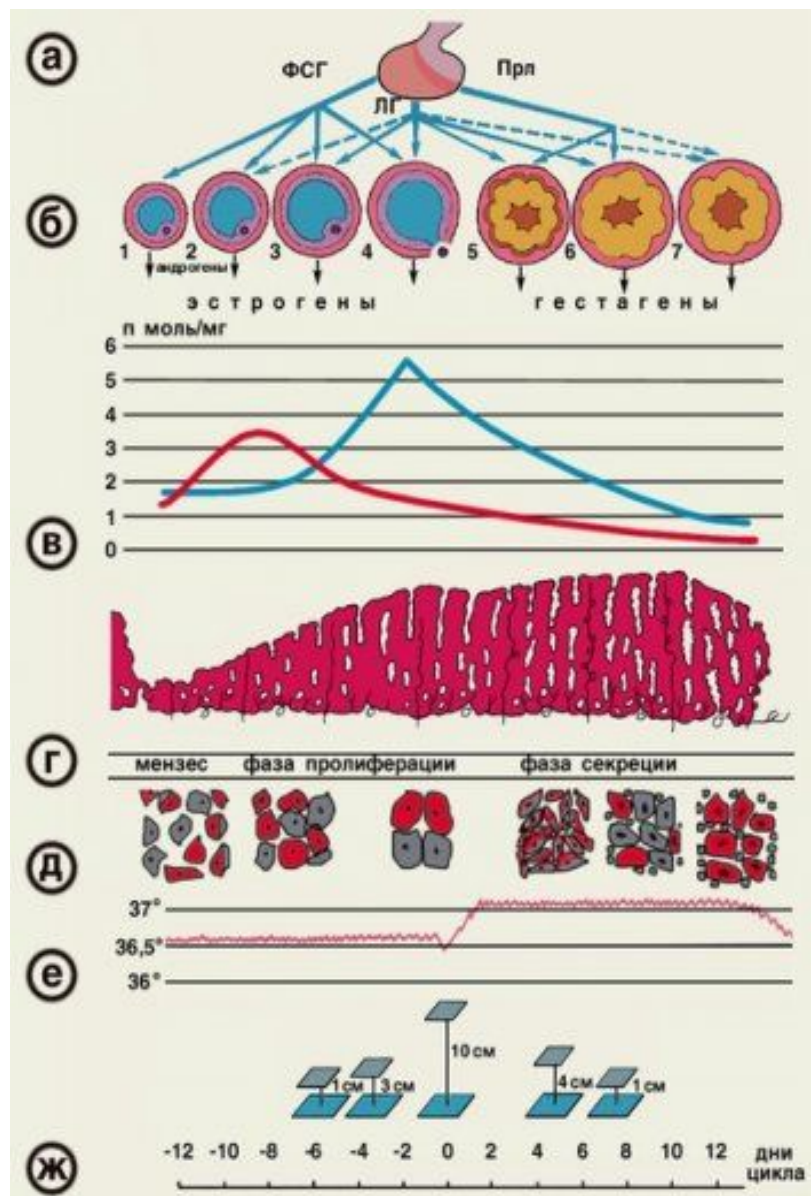 а
ФСГ
Прл
ЛГ
б
1 2 3 4 5 6 7
андрогены
эстрогены гестагены
п моль/мг
6
5
4
3
2
1
0
в
г
мензес фаза пролиферации фаза секреции
д
37°
36,5°
36°
е
10 см
1 см 3 см 4 см 1 см
-12 -10 -8 -6 -4 -2 0 2 4 6 8 10 12 дни
цикла
ж